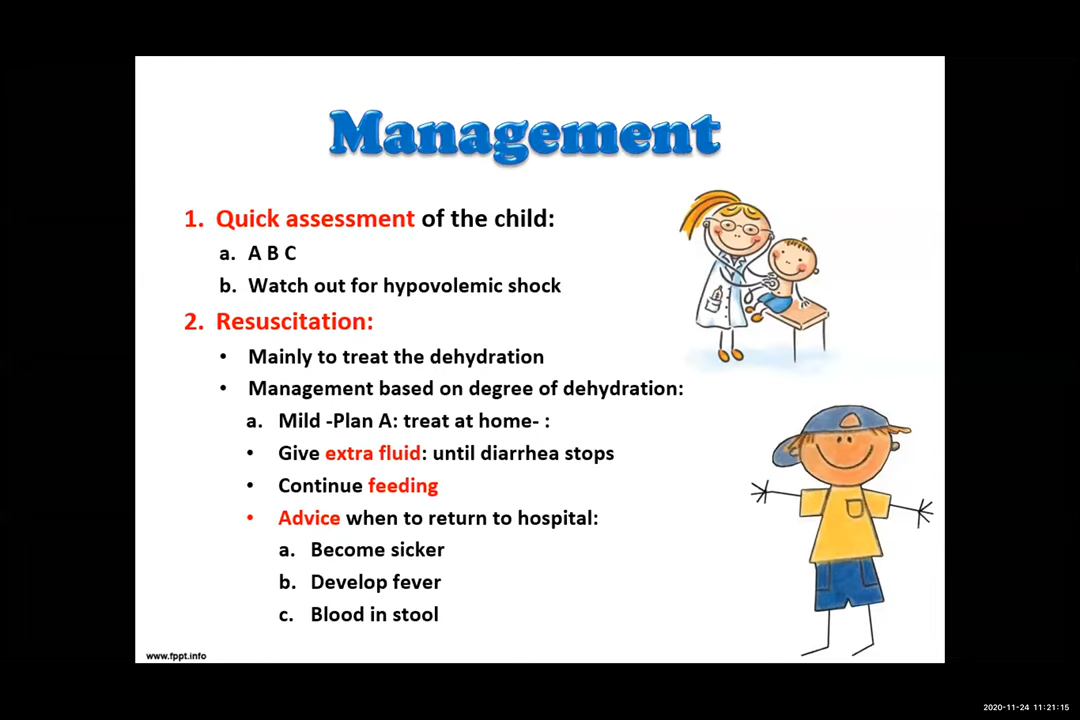 Management
1. Quick assessment of the child:
a. A B C
b. Watch out for hypovolemic shock
2. Resuscitation:
• Mainly to treat the dehydration
• Management based on degree of dehydration:
a. Mild -Plan A: treat at home- :
• Give extra fluid: until diarrhea stops
• Continue feeding
• Advice when to return to hospital:
a. Become sicker
b. Develop fever
c. Blood in stool
www.fppt.info
2020-11-24 11:21:15